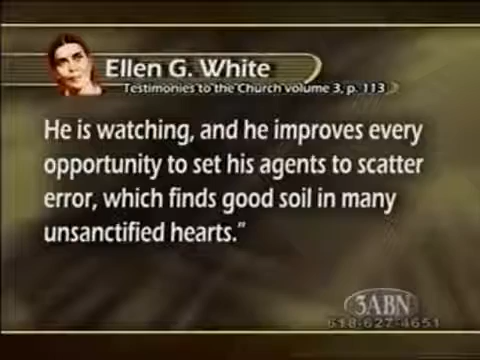 Ellen G. White
Testimonies to the Church volume 3, p. 113
He is watching, and he improves every
opportunity to set his agents to scatter
error, which finds good soil in many
unsanctified hearts.”
3ABN
618-627-4651